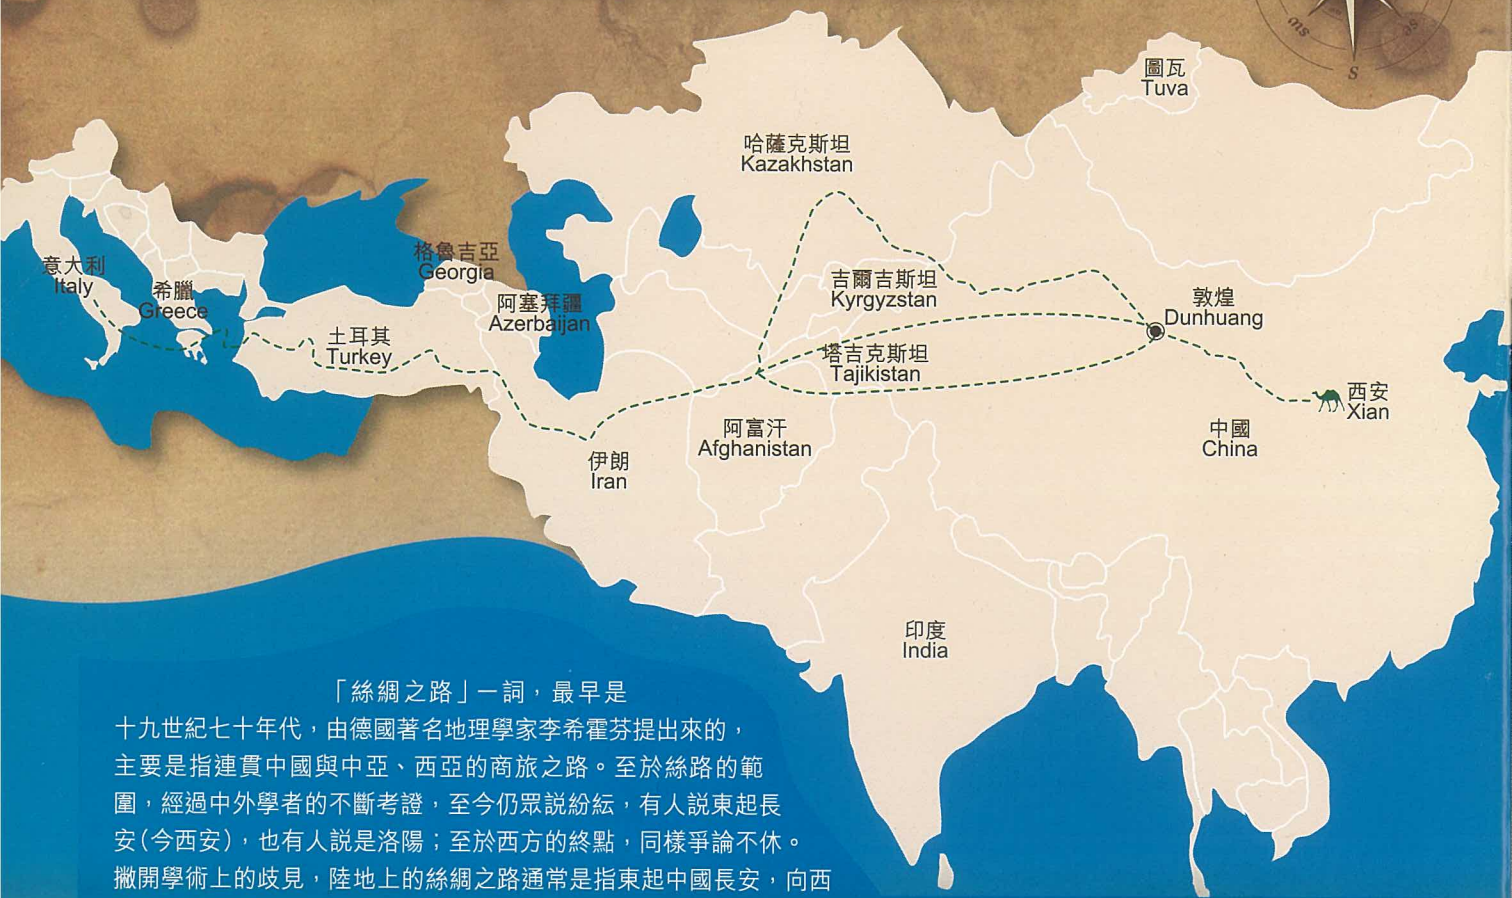 SW
SE
S
圖瓦
Tuva
哈薩克斯坦
Kazakhstan
格魯吉亞
Georgia
意大利
Italy
希臘
Greece
阿塞拜疆
Azerbaijan
吉爾吉斯坦
Kyrgyzstan
敦煌
Dunhuang
土耳其
Turkey
塔吉克斯坦
Tajikistan
西安
Xian
阿富汗
Afghanistan
中國
China
伊朗
Iran
印度
India
「絲綢之路」一詞，最早是
十九世紀七十年代，由德國著名地理學家李希霍芬提出來的，
主要是指連貫中國與中亞、西亞的商旅之路。至於絲路的範
圍，經過中外學者的不斷考證，至今仍眾説紛紜，有人説東起長
安(今西安)，也有人説是洛陽；至於西方的終點，同樣爭論不休。
撇開學術上的歧見，陸地上的絲綢之路通常是指東起中國長安，向西